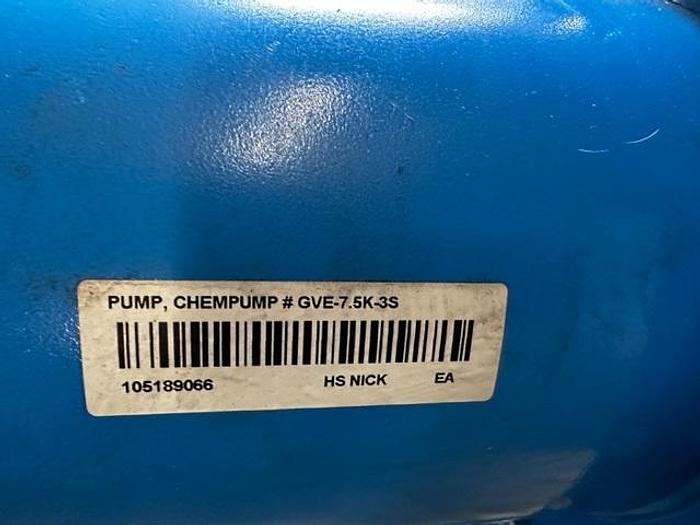 PUMP, CHEMPUMP # GVE-7.5K-3S
105189066 HS NICK EA